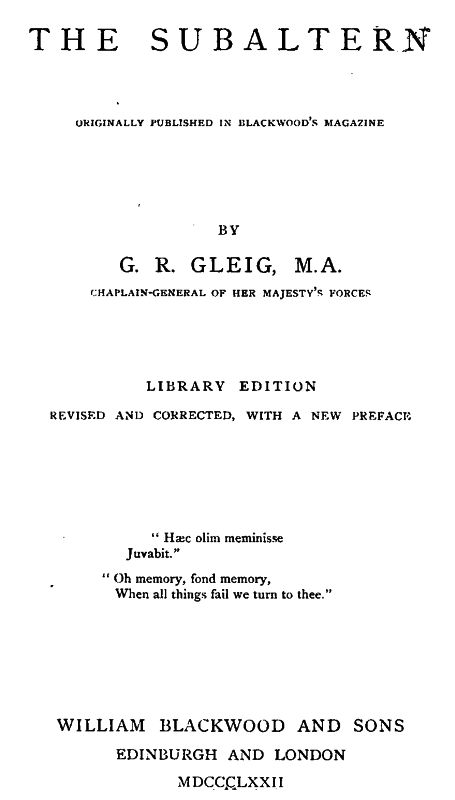 THE SUBALTERN
ORIGINALLY PUBLISHED IN BLACKWOOD'S MAGAZINE
BY
G. R. GLEIG, M.A.
CHAPLAIN-GENERAL OF HER MAJESTY'S FORCES
LIBRARY EDITION
REVISED AND CORRECTED, WITH A NEW PREFACE
"Hæc olim meminisse
Juvabit."
"Oh memory, fond memory,
When all things fail we turn to thee."
WILLIAM BLACKWOOD AND SONS
EDINBURGH AND LONDON
MDCCCLXXII